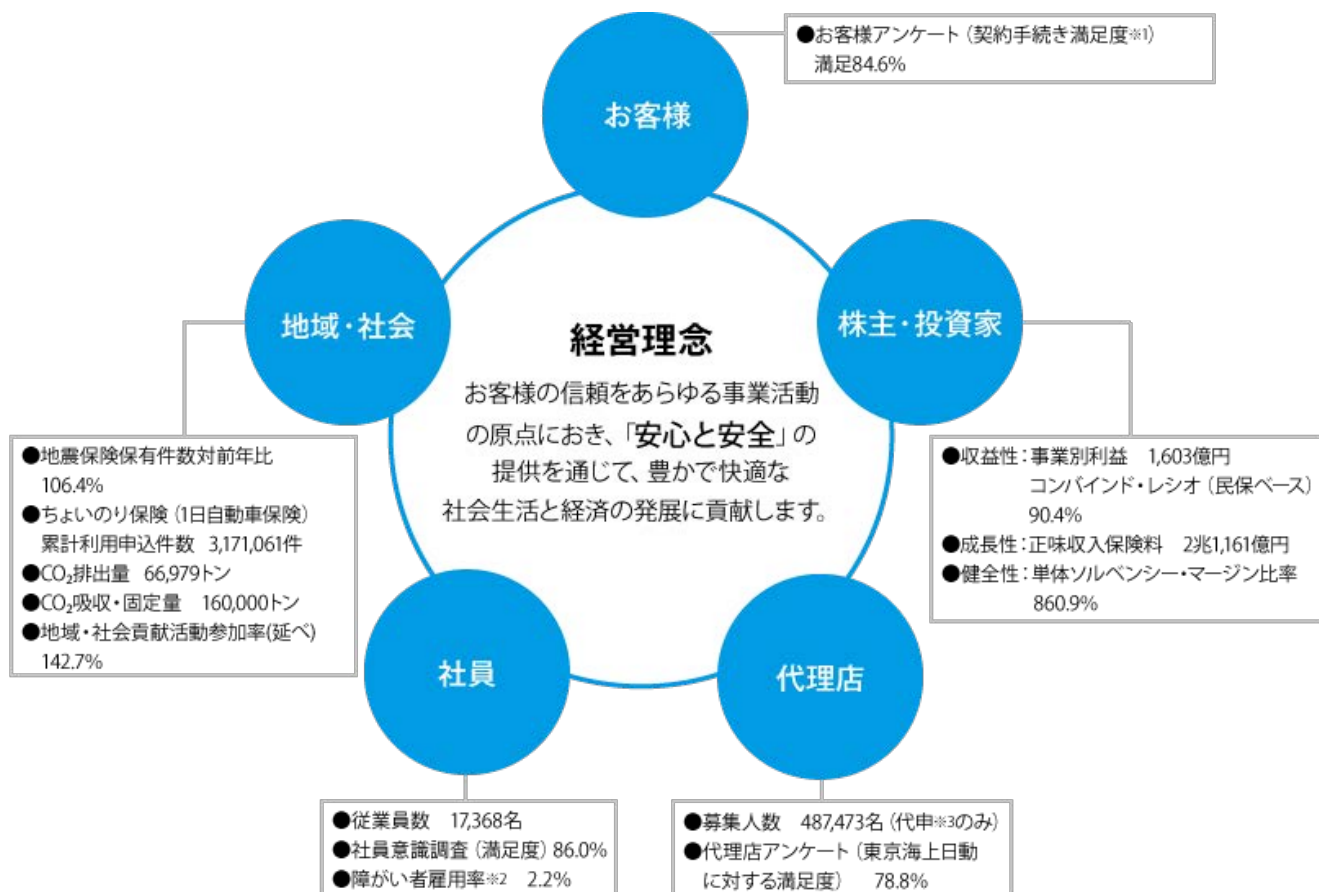 ●お客様アンケート（契約手続き満足度※1）
満足84.6%
お客様
地域・社会
株主・投資家
経営理念
お客様の信頼をあらゆる事業活動
の原点におき、「安心と安全」の
提供を通じて、豊かで快適な
社会生活と経済の発展に貢献します。
●地震保険保有件数対前年比
106.4%
●ちょいのり保険（1日自動車保険）
累計利用申込件数 3,171,061件
●CO₂排出量 66,979トン
●CO₂吸収・固定量 160,000トン
●地域・社会貢献活動参加率(延べ)
142.7%
●収益性：事業別利益 1,603億円
コンバインド・レシオ（民保ベース）
90.4%
●成長性：正味収入保険料 2兆1,161億円
●健全性：単体ソルベンシー・マージン比率
860.9%
社員
代理店
●従業員数 17,368名
●社員意識調査（満足度）86.0%
●障がい者雇用率※2 2.2%
●募集人数 487,473名（代申※3のみ）
●代理店アンケート（東京海上日動
に対する満足度） 78.8%